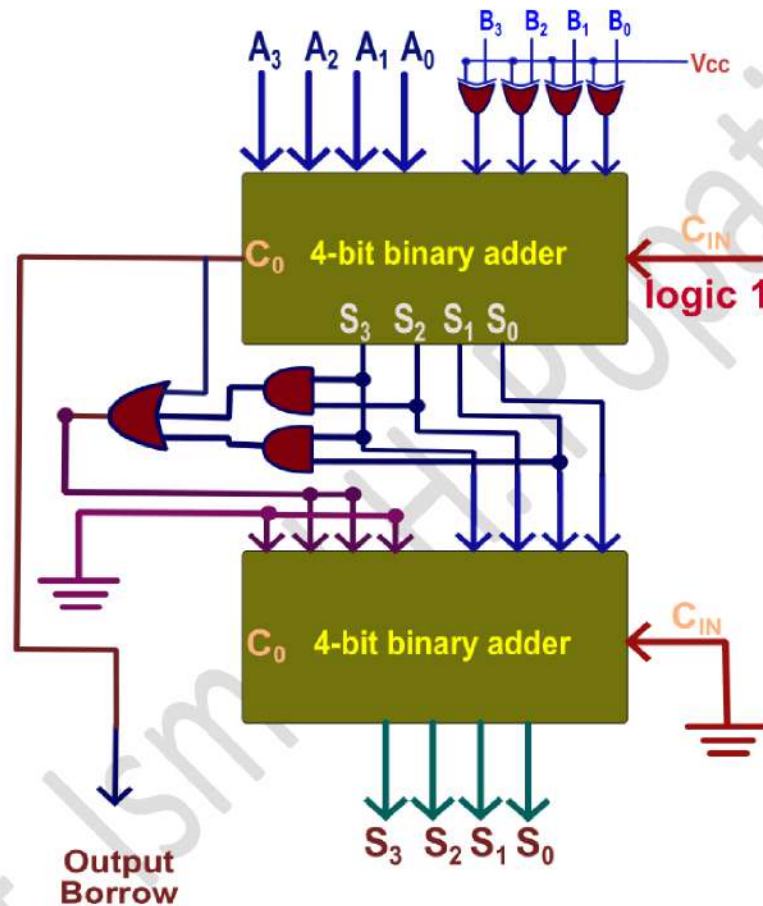 A3 A2 A1 A0
B3 B2 B1 B0
Vcc
C0 4-bit binary adder
CIN
logic 1
S3 S2 S1 S0
C0 4-bit binary adder
CIN
S3 S2 S1 S0
Output
Borrow